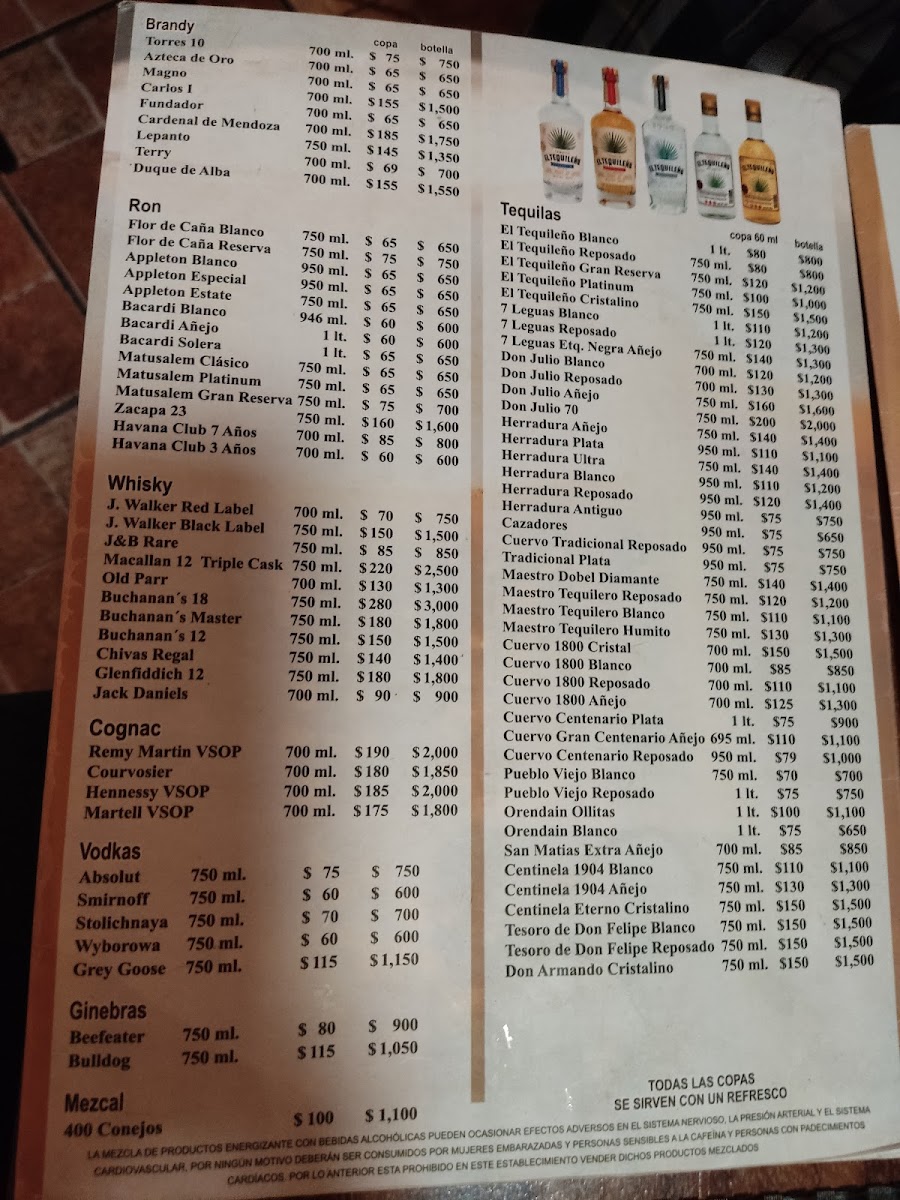 Brandy copa botella
Torres 10 700 ml. $ 75 $ 750
Azteca de Oro 700 ml. $ 65 $ 650
Magno 700 ml. $ 65 $ 650
Carlos I 700 ml. $155 $1,500
Fundador 700 ml. $ 65 $ 650
Cardenal de Mendoza 700 ml. $185 $1,750
Lepanto 750 ml. $145 $1,350
Terry 700 ml. $ 69 $ 700
Duque de Alba 700 ml. $155 $1,550
Ron
Flor de Caña Blanco 750 ml. $ 65 $ 650
Flor de Caña Reserva 750 ml. $ 75 $ 750
Appleton Blanco 950 ml. $ 65 $ 650
Appleton Especial 950 ml. $ 65 $ 650
Appleton Estate 750 ml. $ 65 $ 650
Bacardi Blanco 946 ml. $ 60 $ 600
Bacardi Añejo 1 lt. $ 60 $ 600
Bacardi Solera 1 lt. $ 65 $ 650
Matusalem Clásico 750 ml. $ 65 $ 650
Matusalem Platinum 750 ml. $ 65 $ 650
Matusalem Gran Reserva 750 ml. $ 75 $ 700
Zacapa 23 750 ml. $160 $1,600
Havana Club 7 Años 700 ml. $ 85 $ 800
Havana Club 3 Años 700 ml. $ 60 $ 600
Whisky
J. Walker Red Label 700 ml. $ 70 $ 750
J. Walker Black Label 750 ml. $150 $1,500
J&B Rare 750 ml. $ 85 $ 850
Macallan 12 Triple Cask 750 ml. $220 $2,500
Old Parr 700 ml. $130 $1,300
Buchanan´s 18 750 ml. $280 $3,000
Buchanan´s Master 750 ml. $180 $1,800
Buchanan´s 12 750 ml. $150 $1,500
Chivas Regal 750 ml. $140 $1,400
Glenfiddich 12 750 ml. $180 $1,800
Jack Daniels 700 ml. $ 90 $ 900
Cognac
Remy Martin VSOP 700 ml. $190 $2,000
Courvosier 700 ml. $180 $1,850
Hennessy VSOP 700 ml. $185 $2,000
Martell VSOP 700 ml. $175 $1,800
Vodkas
Absolut 750 ml. $ 75 $ 750
Smirnoff 750 ml. $ 60 $ 600
Stolichnaya 750 ml. $ 70 $ 700
Wyborowa 750 ml. $ 60 $ 600
Grey Goose 750 ml. $115 $1,150
Ginebras
Beefeater 750 ml. $ 80 $ 900
Bulldog 750 ml. $115 $1,050
Mezcal
400 Conejos $100 $1,100
EL TEQUILEÑO
EL TEQUILEÑO
EL TEQUILEÑO
EL TEQUILEÑO
EL TEQUILEÑO
Tequilas copa 60 ml botella
El Tequileño Blanco 1 lt. $80 $800
El Tequileño Reposado 750 ml. $80 $800
El Tequileño Gran Reserva 750 ml. $120 $1,200
El Tequileño Platinum 750 ml. $100 $1,000
El Tequileño Cristalino 750 ml. $150 $1,500
7 Leguas Blanco 1 lt. $110 $1,200
7 Leguas Reposado 1 lt. $120 $1,300
7 Leguas Etq. Negra Añejo 750 ml. $140 $1,300
Don Julio Blanco 700 ml. $120 $1,200
Don Julio Reposado 700 ml. $130 $1,300
Don Julio Añejo 750 ml. $160 $1,600
Don Julio 70 750 ml. $200 $2,000
Herradura Añejo 750 ml. $140 $1,400
Herradura Plata 950 ml. $110 $1,100
Herradura Ultra 750 ml. $140 $1,400
Herradura Blanco 950 ml. $110 $1,200
Herradura Reposado 950 ml. $120 $1,400
Herradura Antiguo 950 ml. $75 $750
Cazadores 950 ml. $75 $650
Cuervo Tradicional Reposado 950 ml. $75 $750
Tradicional Plata 950 ml. $75 $750
Maestro Dobel Diamante 750 ml. $140 $1,400
Maestro Tequilero Reposado 750 ml. $120 $1,200
Maestro Tequilero Blanco 750 ml. $110 $1,100
Maestro Tequilero Humito 750 ml. $130 $1,300
Cuervo 1800 Cristal 700 ml. $150 $1,500
Cuervo 1800 Blanco 700 ml. $85 $850
Cuervo 1800 Reposado 700 ml. $110 $1,100
Cuervo 1800 Añejo 700 ml. $125 $1,300
Cuervo Centenario Plata 1 lt. $75 $900
Cuervo Gran Centenario Añejo 695 ml. $110 $1,100
Cuervo Centenario Reposado 950 ml. $79 $1,000
Pueblo Viejo Blanco 750 ml. $70 $700
Pueblo Viejo Reposado 1 lt. $75 $750
Orendain Ollitas 1 lt. $100 $1,100
Orendain Blanco 1 lt. $75 $650
San Matias Extra Añejo 700 ml. $85 $850
Centinela 1904 Blanco 750 ml. $110 $1,100
Centinela 1904 Añejo 750 ml. $130 $1,300
Centinela Eterno Cristalino 750 ml. $150 $1,500
Tesoro de Don Felipe Blanco 750 ml. $150 $1,500
Tesoro de Don Felipe Reposado 750 ml. $150 $1,500
Don Armando Cristalino 750 ml. $150 $1,500
TODAS LAS COPAS
SE SIRVEN CON UN REFRESCO
LA MEZCLA DE PRODUCTOS ENERGIZANTE CON BEBIDAS ALCOHÓLICAS PUEDEN OCASIONAR EFECTOS ADVERSOS EN EL SISTEMA NERVIOSO, LA PRESIÓN ARTERIAL Y EL SISTEMA
CARDIOVASCULAR, POR NINGÚN MOTIVO DEBERÁN SER CONSUMIDOS POR MUJERES EMBARAZADAS Y PERSONAS SENSIBLES A LA CAFEÍNA Y PERSONAS CON PADECIMIENTOS
CARDÍACOS. POR LO ANTERIOR ESTA PROHIBIDO EN ESTE ESTABLECIMIENTO VENDER DICHOS PRODUCTOS MEZCLADOS